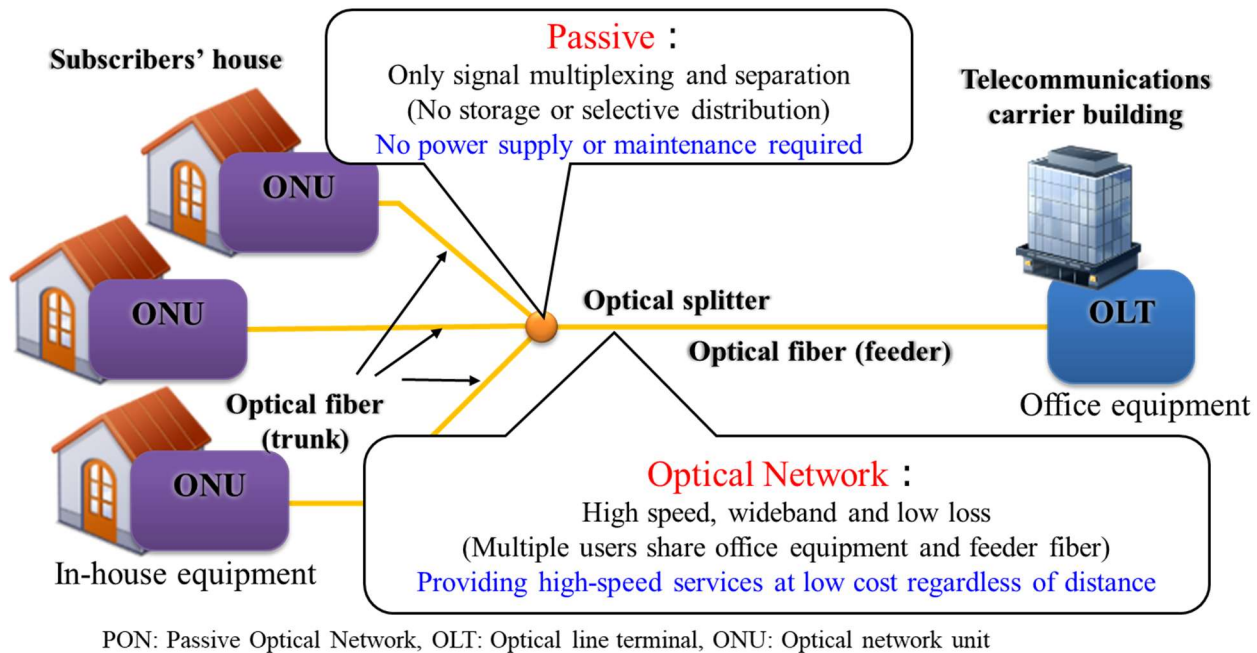 Passive :
Only signal multiplexing and separation
(No storage or selective distribution)
No power supply or maintenance required
Subscribers' house
Telecommunications
carrier building
ONU
ONU
ONU
Optical splitter
OLT
Optical fiber (feeder)
Office equipment
Optical fiber
(trunk)
In-house equipment
Optical Network :
High speed, wideband and low loss
(Multiple users share office equipment and feeder fiber)
Providing high-speed services at low cost regardless of distance
PON: Passive Optical Network, OLT: Optical line terminal, ONU: Optical network unit